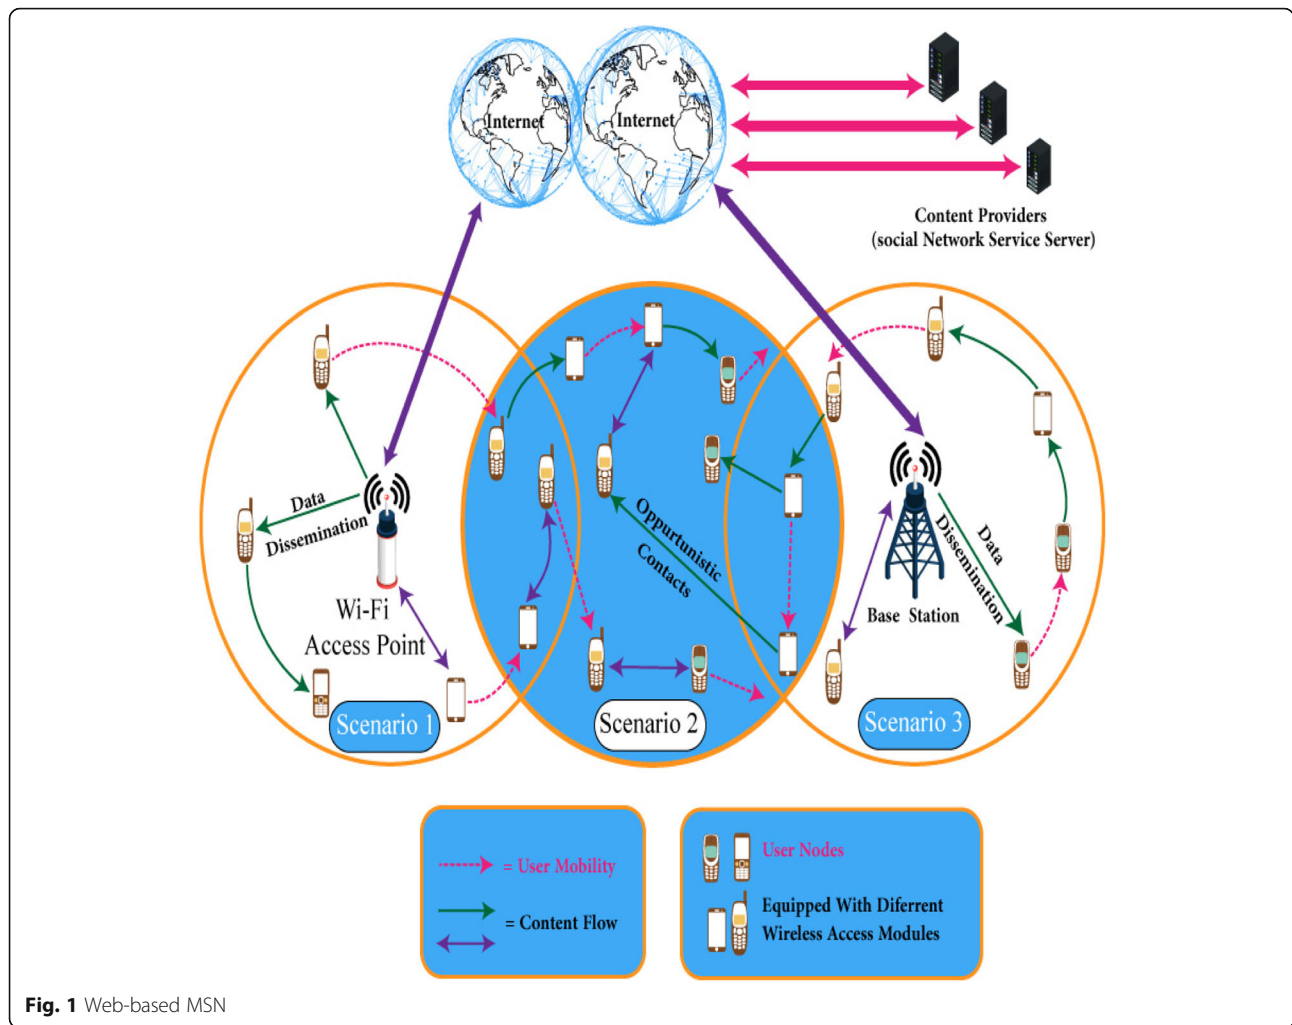 Internet
Internet
Content Providers
(social Network Service Server)
Data
Dissemination
Wi-Fi
Access Point
Scenario 1
Oppurtunistic
Contacts
Scenario 2
Data
Dissemination
Base Station
Scenario 3
= User Mobility
= Content Flow
User Nodes
Equipped With Diferrent
Wireless Access Modules
Fig. 1 Web-based MSN